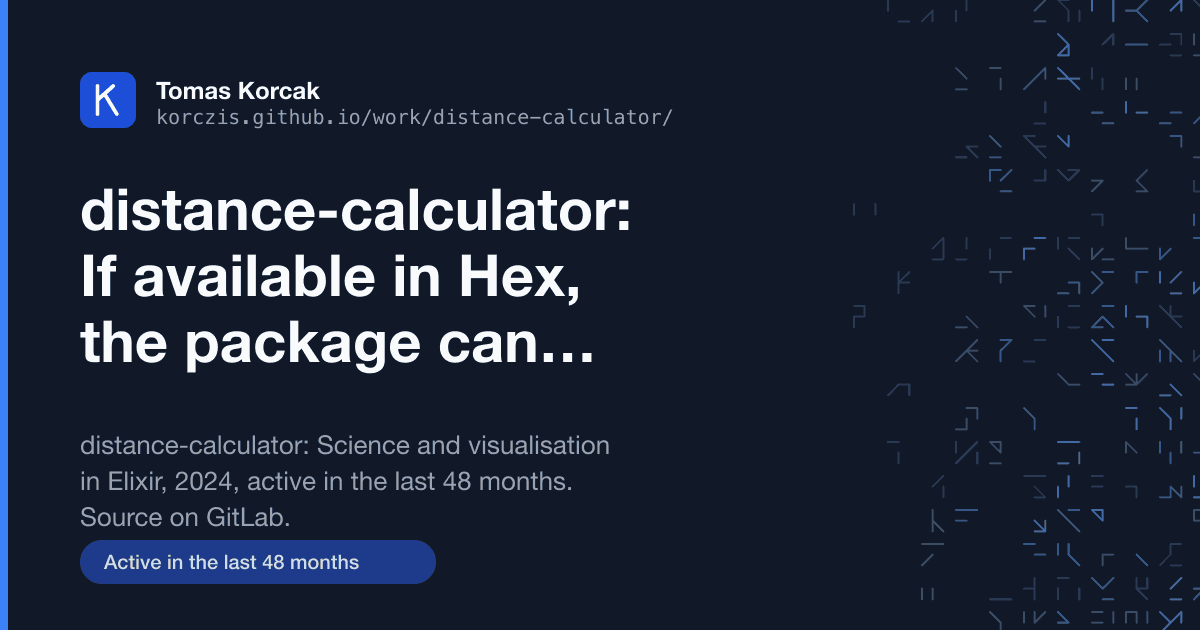 K
Tomas Korcak
korczis.github.io/work/distance-calculator/
distance-calculator:
If available in Hex,
the package can…
distance-calculator: Science and visualisation
in Elixir, 2024, active in the last 48 months.
Source on GitLab.
Active in the last 48 months